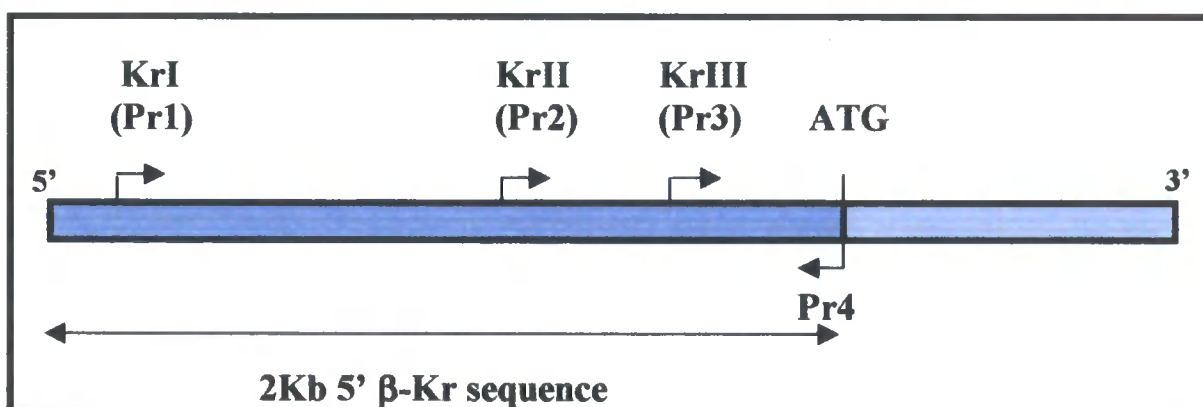 KrI KrII KrIII
(Pr1) (Pr2) (Pr3) ATG
5' 3'
Pr4
2Kb 5' β-Kr sequence